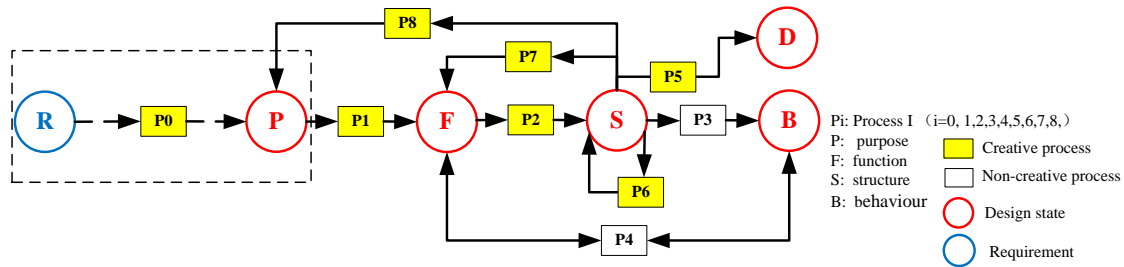 P8
P7
P5
D
R
P0
P
P1
F
P2
S
P3
B
P6
P4
Pi: Process I （i=0, 1,2,3,4,5,6,7,8,）
P: purpose
F: function
S: structure
B: behaviour
Creative process
Non-creative process
Design state
Requirement